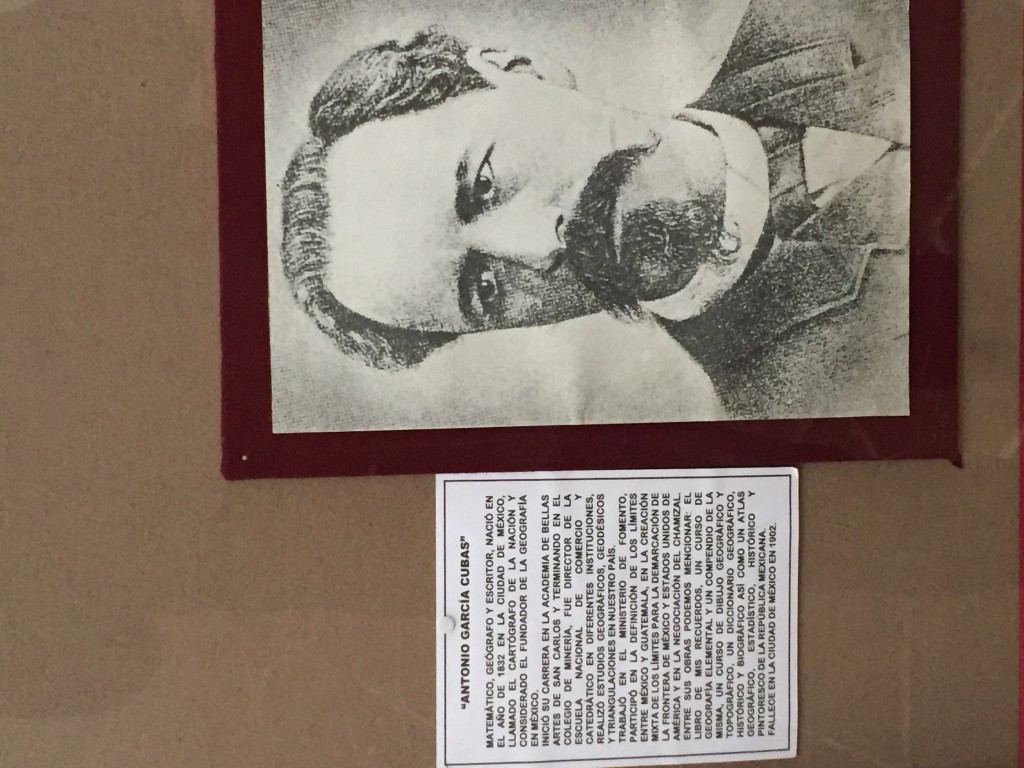 "ANTONIO GARCÍA CUBAS"
MATEMÁTICO, GEÓGRAFO Y ESCRITOR, NACIÓ EN
EL AÑO DE 1832 EN LA CIUDAD DE MÉXICO,
LLAMADO EL CARTÓGRAFO DE LA NACIÓN Y
CONSIDERADO EL FUNDADOR DE LA GEOGRAFÍA
EN MÉXICO.
INICIÓ SU CARRERA EN LA ACADEMIA DE BELLAS
ARTES DE SAN CARLOS Y TERMINANDO EN EL
COLEGIO DE MINERÍA, FUE DIRECTOR DE LA
ESCUELA NACIONAL DE COMERCIO Y
CATEDRÁTICO EN DIFERENTES INSTITUCIONES,
REALIZÓ ESTUDIOS GEOGRÁFICOS, GEODÉSICOS
Y TRIANGULACIONES EN NUESTRO PAÍS.
TRABAJÓ EN EL MINISTERIO DE FOMENTO,
PARTICIPÓ EN LA DEFINICIÓN DE LOS LÍMITES
ENTRE MÉXICO Y GUATEMALA, EN LA CREACIÓN
MIXTA DE LOS LÍMITES PARA LA DEMARCACIÓN DE
LA FRONTERA DE MÉXICO Y ESTADOS UNIDOS DE
AMÉRICA Y EN LA NEGOCIACIÓN DEL CHAMIZAL.
ENTRE SUS OBRAS PODEMOS MENCIONAR: EL
LIBRO DE MIS RECUERDOS, UN CURSO DE
GEOGRAFÍA ELEMENTAL Y UN COMPENDIO DE LA
MISMA, UN CURSO DE DIBUJO GEOGRÁFICO Y
TOPOGRÁFICO, UN DICCIONARIO GEOGRÁFICO,
HISTÓRICO Y BIOGRÁFICO ASÍ COMO UN ATLAS
GEOGRÁFICO, ESTADÍSTICO, HISTÓRICO Y
PINTORESCO DE LA REPÚBLICA MEXICANA.
FALLECE EN LA CIUDAD DE MÉXICO EN 1902.